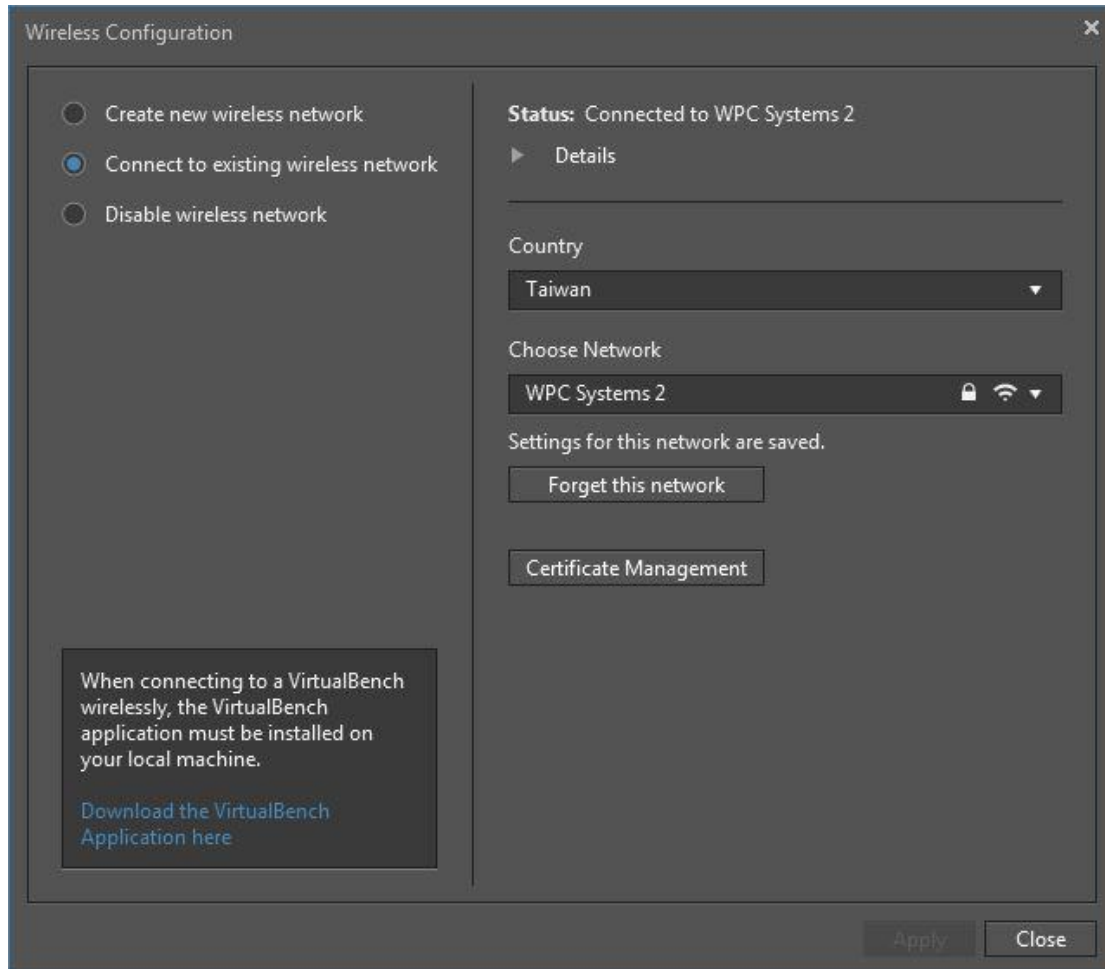 Wireless Configuration
Create new wireless network
Connect to existing wireless network
Disable wireless network
When connecting to a VirtualBench
wirelessly, the VirtualBench
application must be installed on
your local machine.
Download the VirtualBench
Application here
Status: Connected to WPC Systems 2
Details
Country
Taiwan
Choose Network
WPC Systems 2
Settings for this network are saved.
Forget this network
Certificate Management
Apply
Close